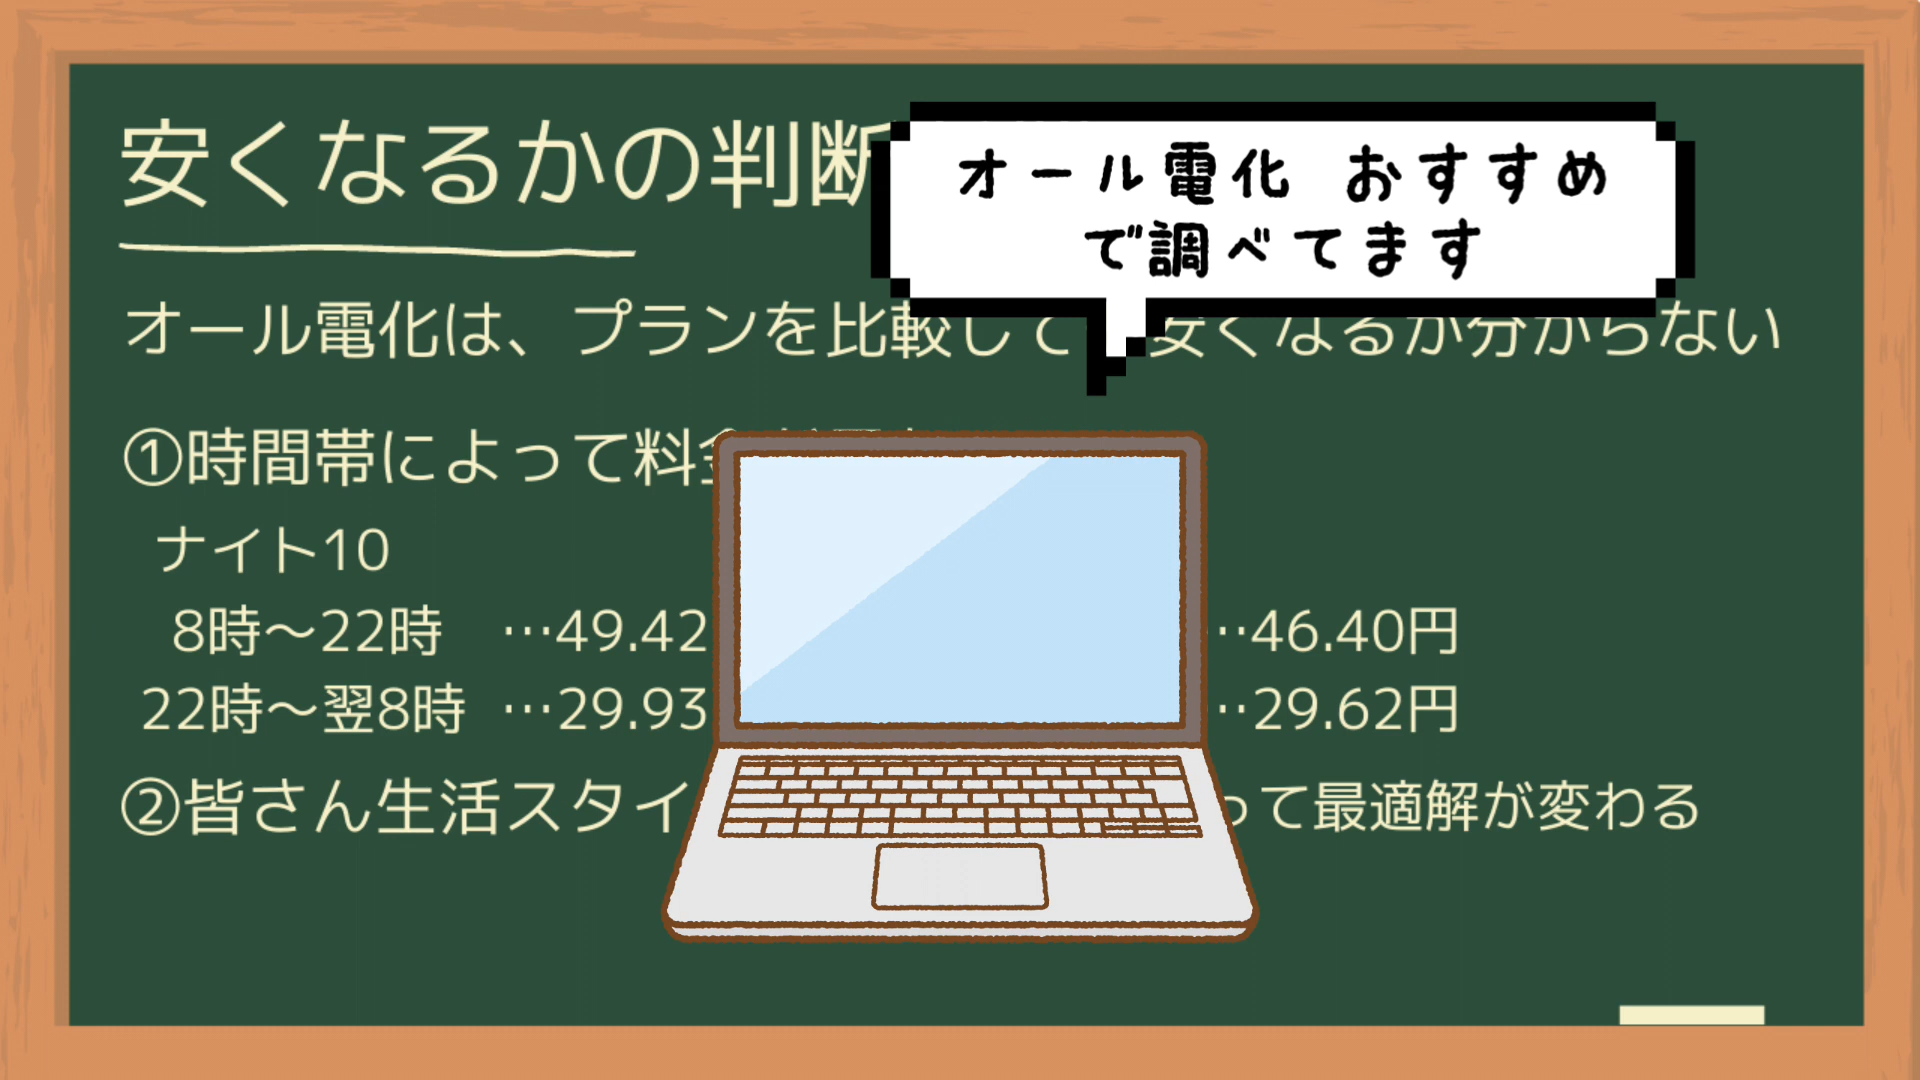 安くなるかの判断
オール電化 おすすめ
で調べてます
オール電化は、プランを比較して 安くなるか分からない
①時間帯によって料金
ナイト10
8時〜22時 …49.42 …46.40円
22時〜翌8時 …29.93 …29.62円
②皆さん生活スタイ って最適解が変わる